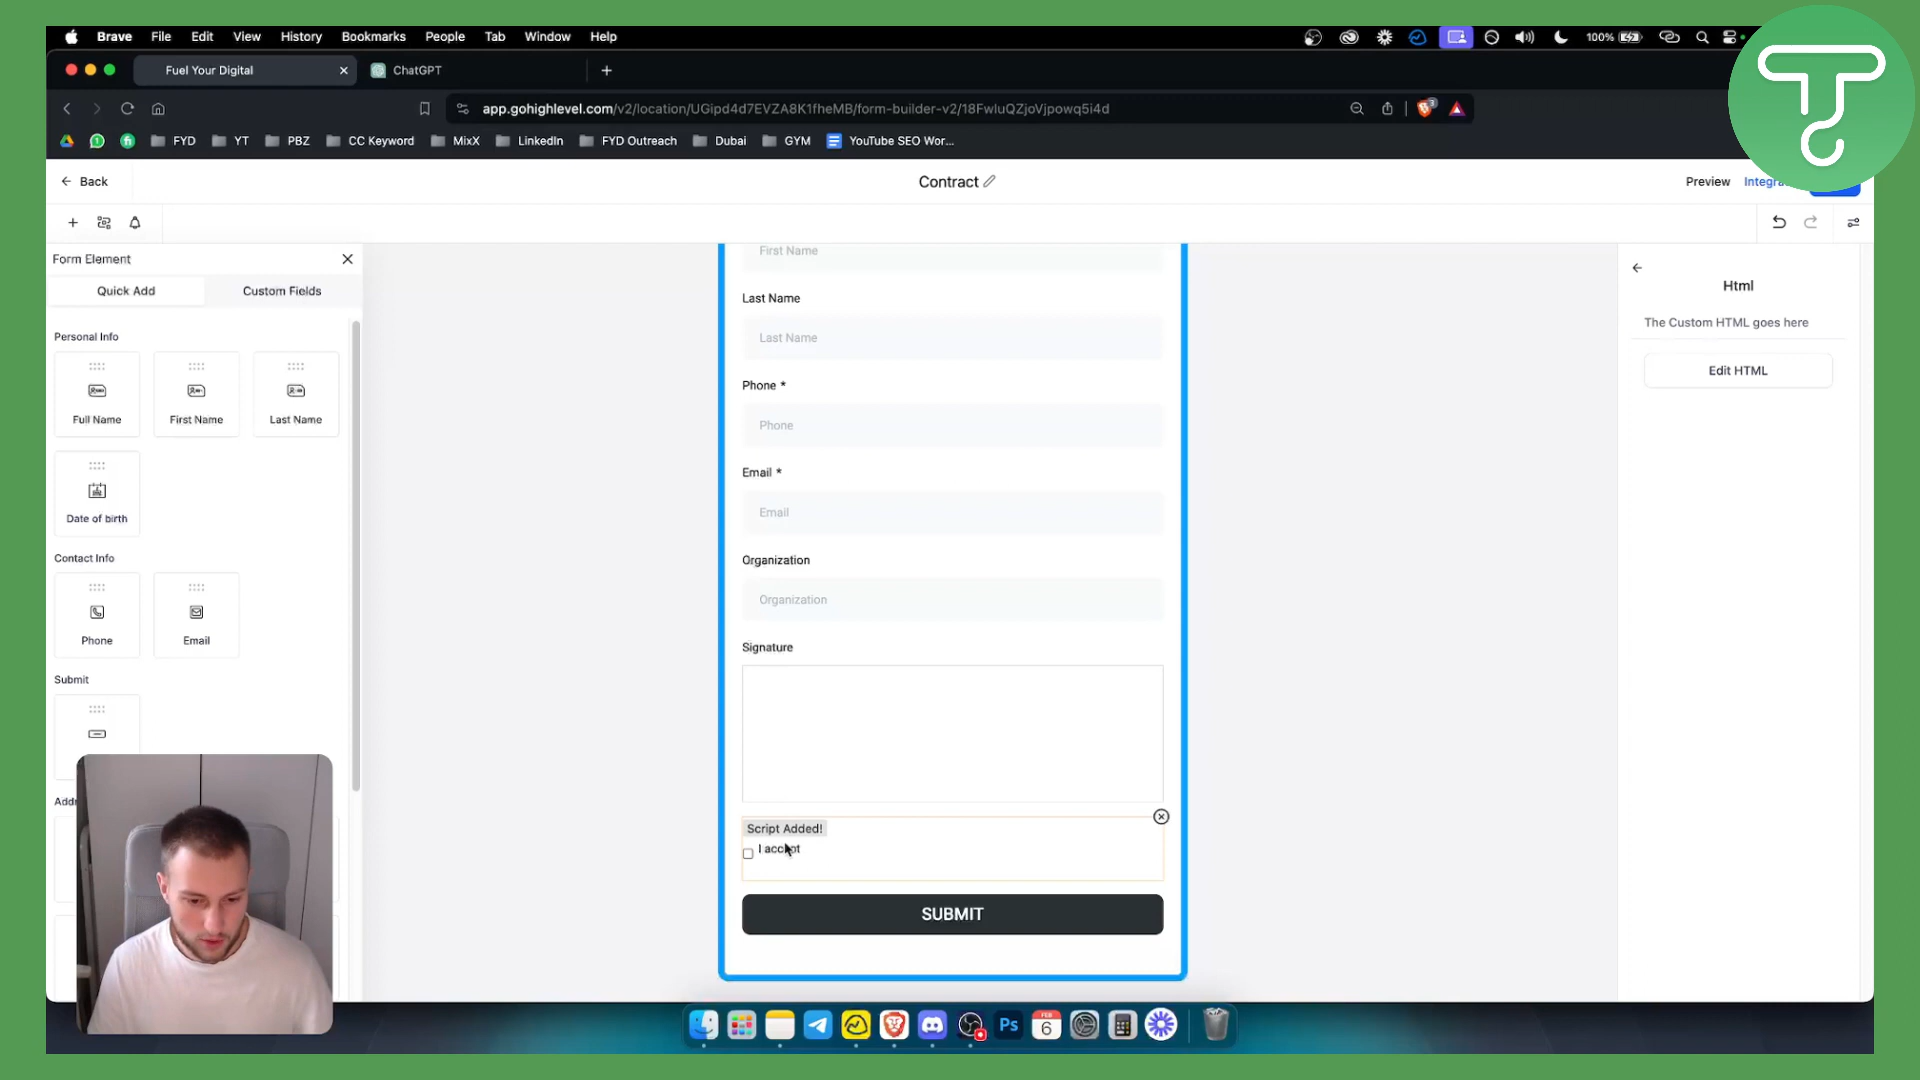 Brave File Edit View History Bookmarks People Tab Window Help
100%
Fuel Your Digital
ChatGPT
app.gohighlevel.com/v2/location/UGipd4d7EVZA8K1fheMB/form-builder-v2/18FwluQZjoVjpowq5i4d
3
FYD YT PBZ CC Keyword MixX LinkedIn FYD Outreach Dubai GYM YouTube SEO Wor...
Back
Contract
Preview
Form Element
Quick Add
Custom Fields
Personal Info
Full Name
First Name
Last Name
Date of birth
Contact Info
Phone
Email
Submit
First Name
Last Name
Last Name
Phone *
Phone
Email *
Email
Organization
Organization
Signature
Script Added!
I accept
SUBMIT
Html
The Custom HTML goes here
Edit HTML
Ps
FEB
6